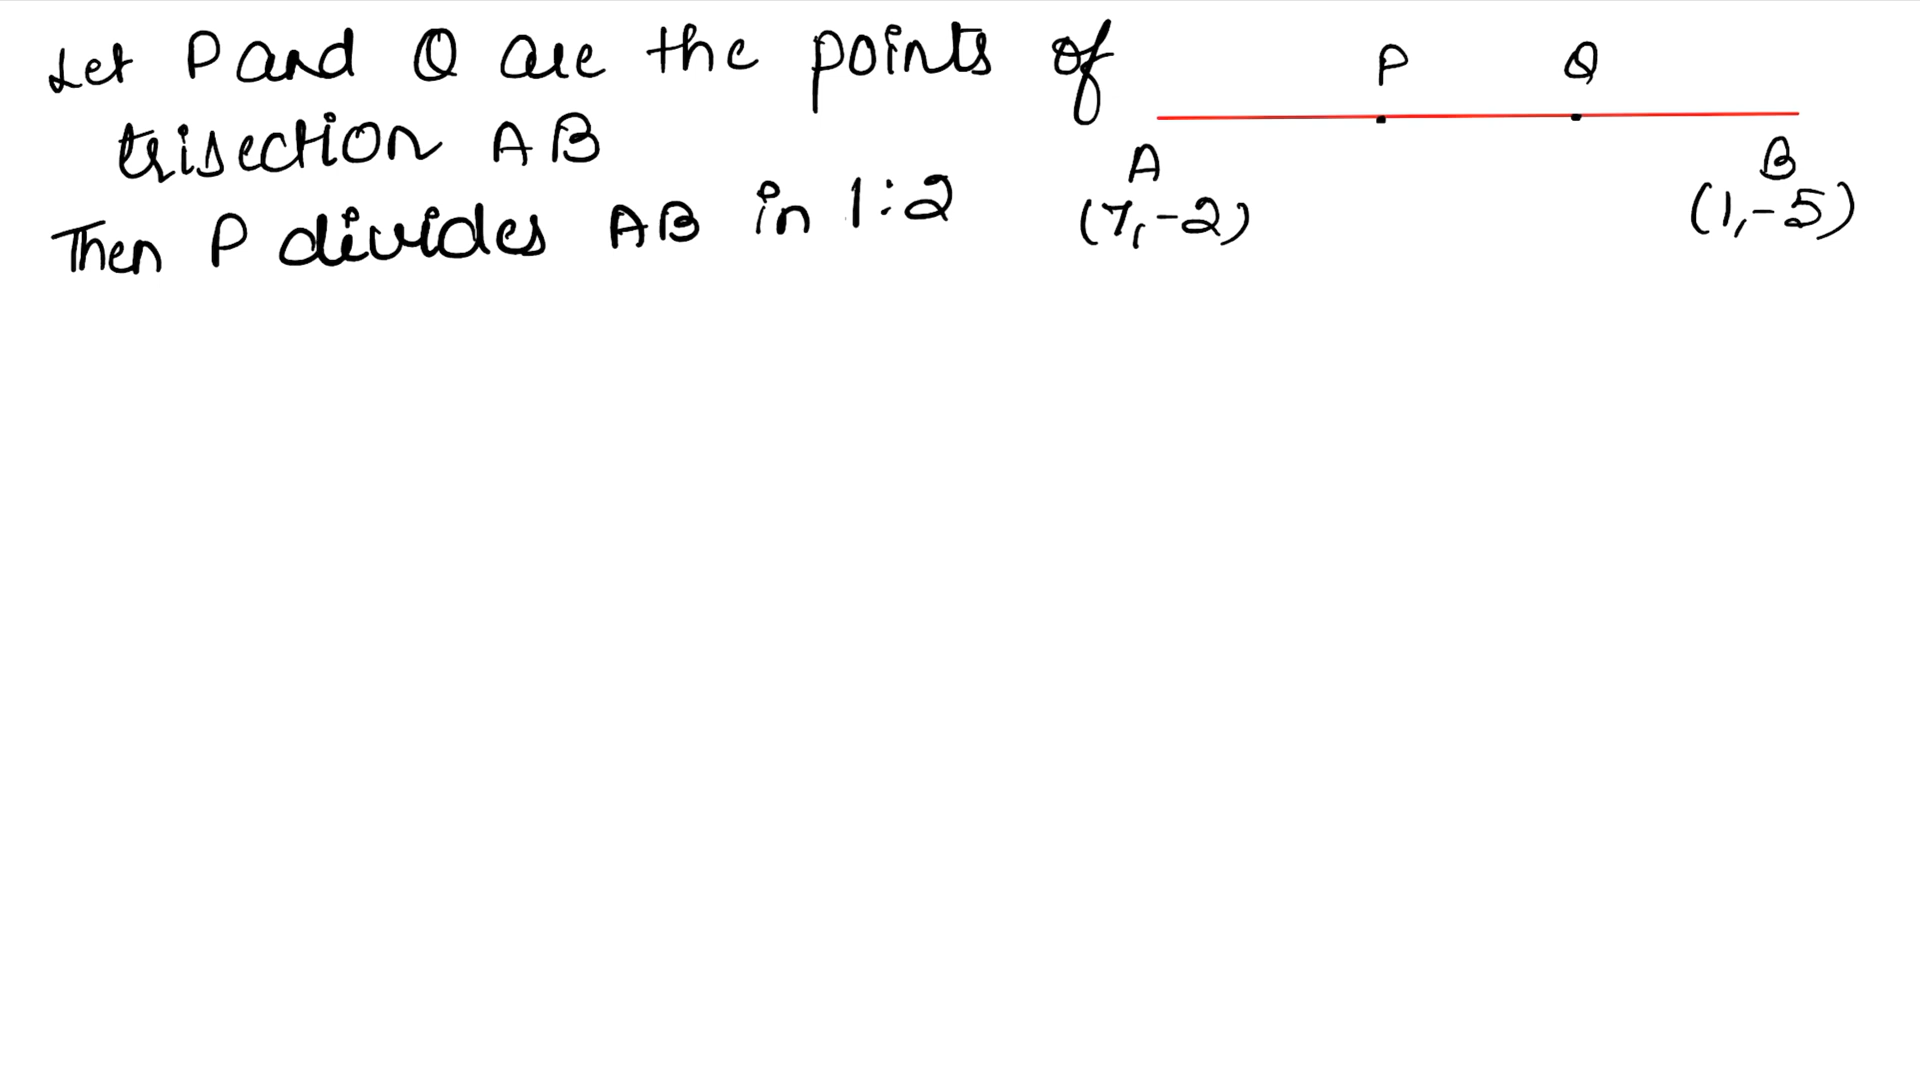 Let P and Q are the points of
trisection AB
Then P divides AB in 1:2
P Q
A B
(7,-2) (1,-5)